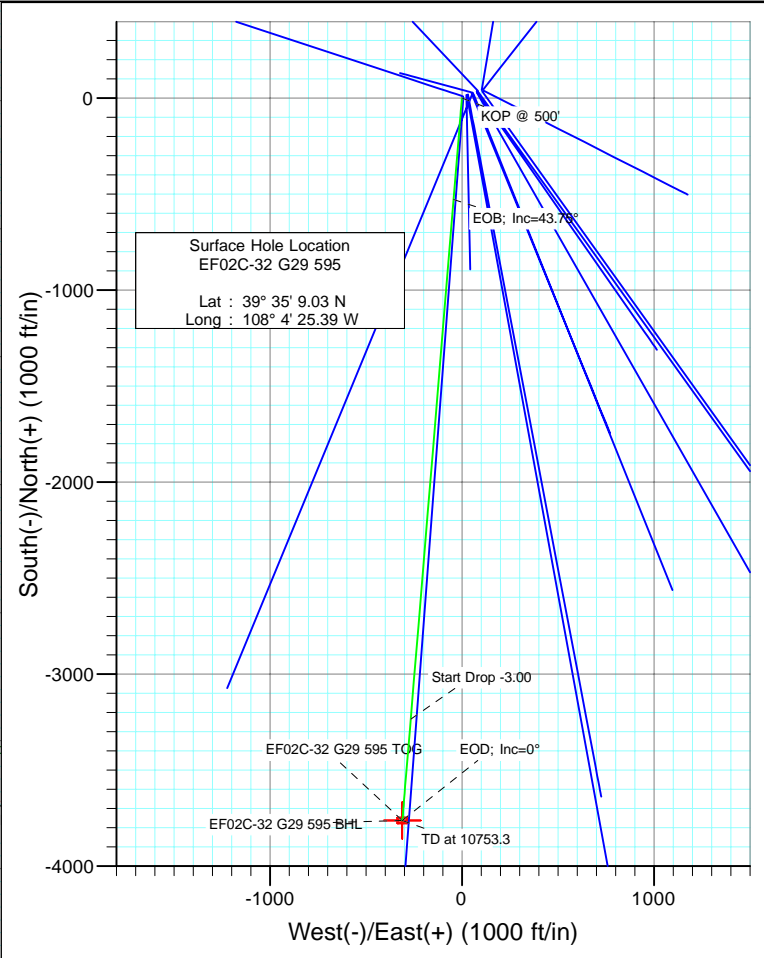 0
KOP @ 500'
EOB; Inc=43.75°
Surface Hole Location
EF02C-32 G29 595
Lat : 39° 35' 9.03 N
Long : 108° 4' 25.39 W
-1000
-2000
South(-)/North(+) (1000 ft/in)
-3000
Start Drop -3.00
EF02C-32 G29 595 TOG
EOD; Inc=0°
EF02C-32 G29 595 BHL
TD at 10753.3
-4000
-1000
0
1000
West(-)/East(+) (1000 ft/in)